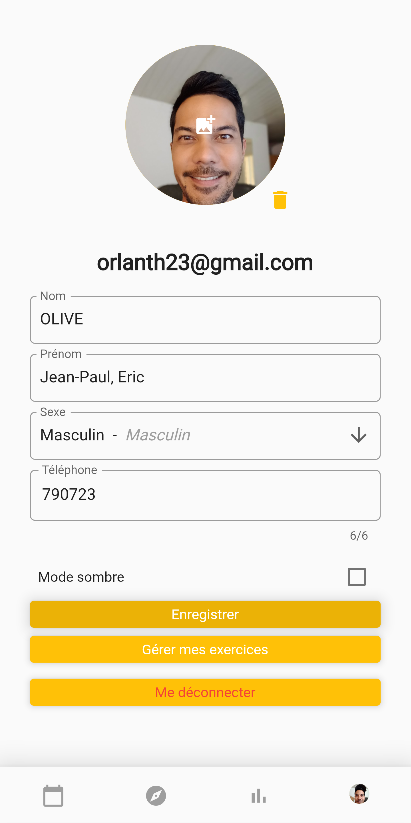 orlanth23@gmail.com
Nom
OLIVE
Prénom
Jean-Paul, Eric
Sexe
Masculin - Masculin
Téléphone
790723
6/6
Mode sombre
Enregistrer
Gérer mes exercices
Me déconnecter